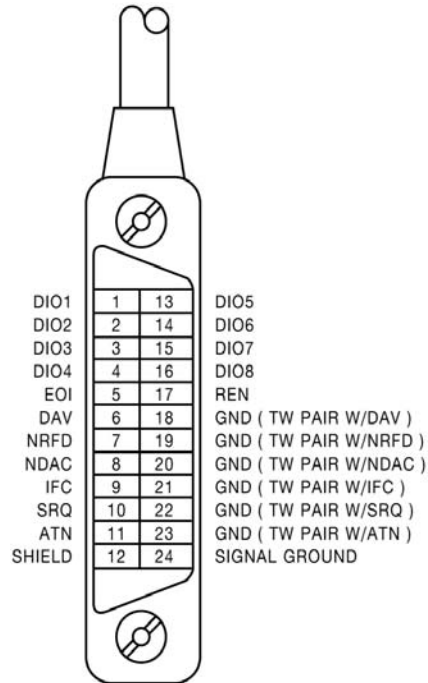 DIO1 1 13 DIO5
DIO2 2 14 DIO6
DIO3 3 15 DIO7
DIO4 4 16 DIO8
EOI 5 17 REN
DAV 6 18 GND ( TW PAIR W/DAV )
NRFD 7 19 GND ( TW PAIR W/NRFD )
NDAC 8 20 GND ( TW PAIR W/NDAC )
IFC 9 21 GND ( TW PAIR W/IFC )
SRQ 10 22 GND ( TW PAIR W/SRQ )
ATN 11 23 GND ( TW PAIR W/ATN )
SHIELD 12 24 SIGNAL GROUND